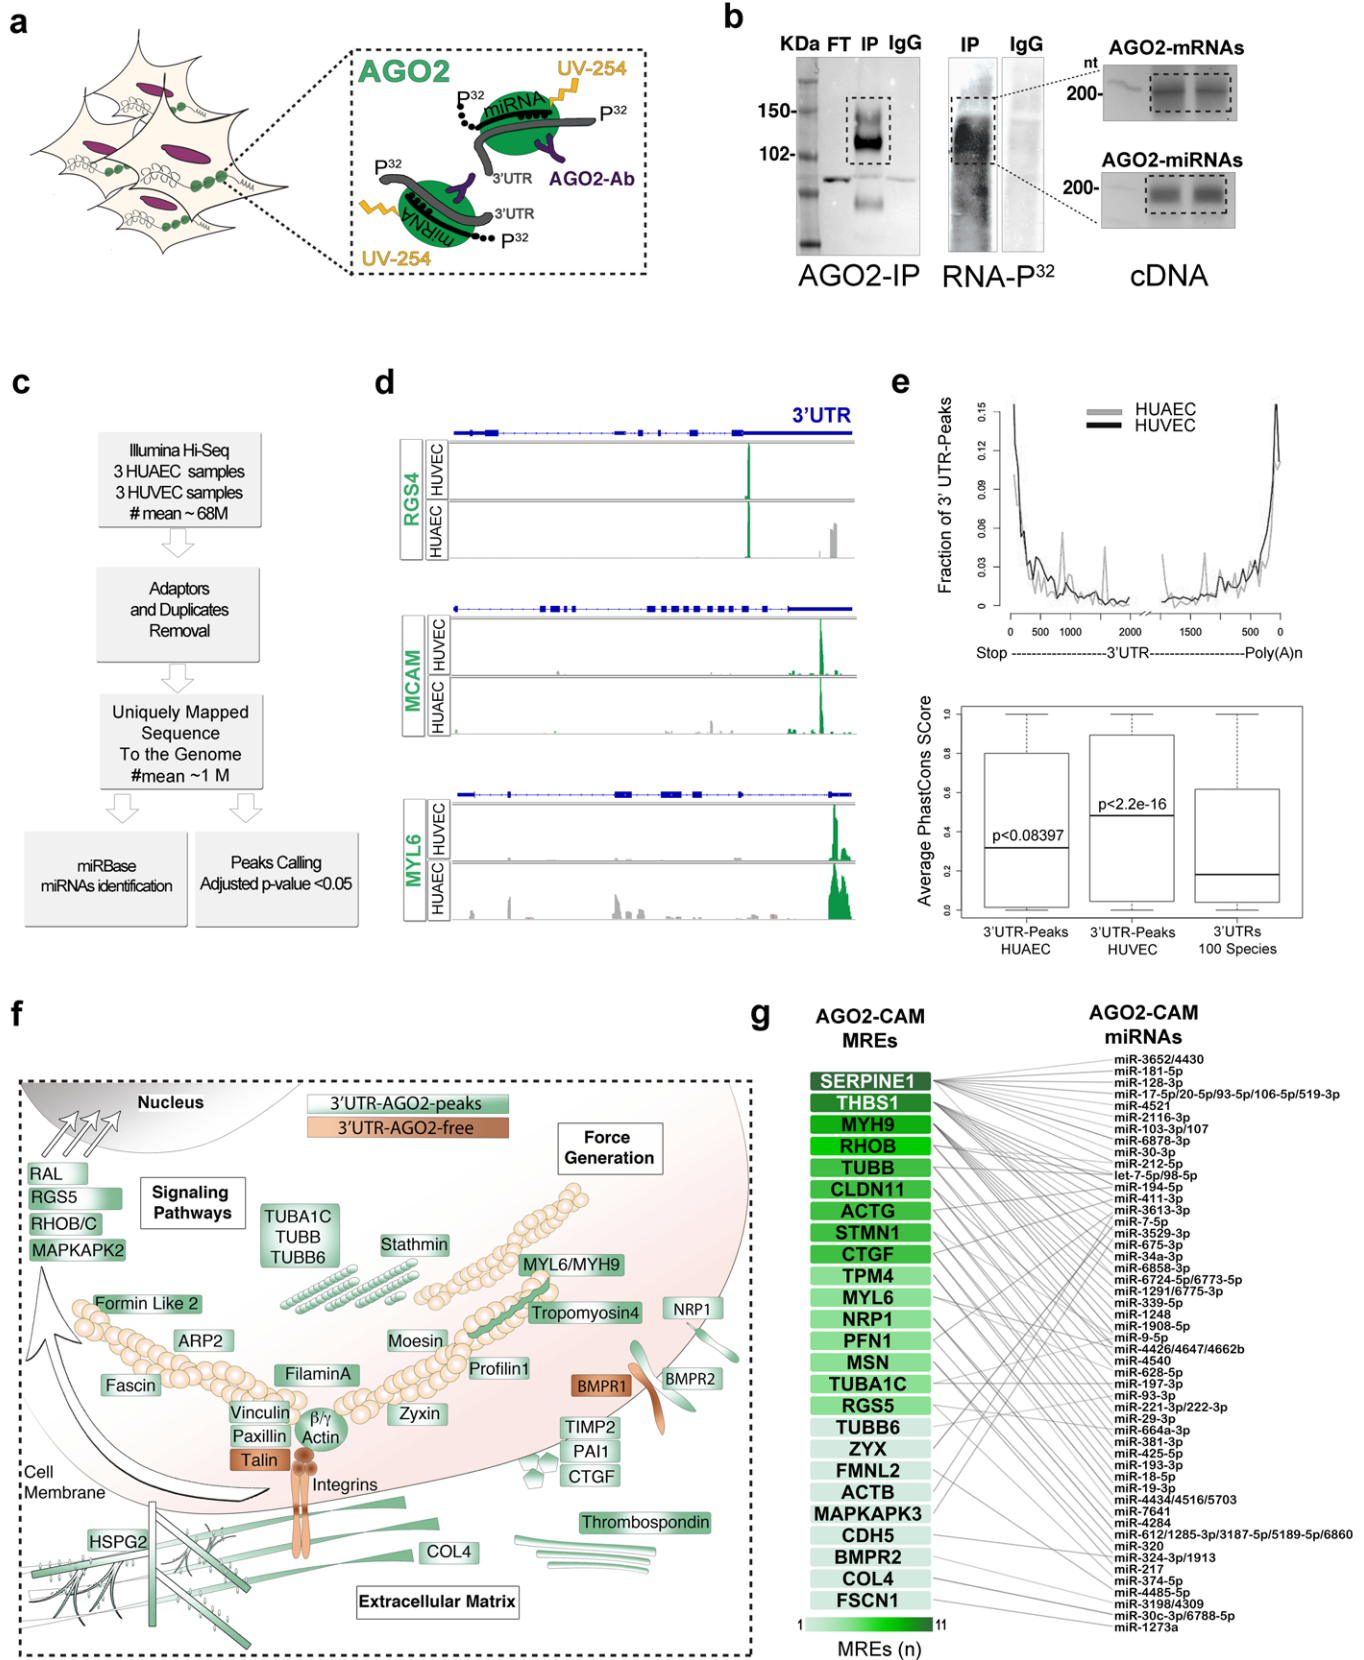 a
AGO2
UV-254
P32
miRNA
P32
3'UTR
AGO2-Ab
P32
miRNA
3'UTR
P32
UV-254
AAAA
b
KDa FT IP IgG
150-
102-
AGO2-IP
IP IgG
RNA-P32
AGO2-mRNAs
nt
200-
AGO2-miRNAs
200-
cDNA
c
Illumina Hi-Seq
3 HUAEC samples
3 HUVEC samples
# mean ~ 68M
Adaptors
and Duplicates
Removal
Uniquely Mapped
Sequence
To the Genome
#mean ~1 M
miRBase
miRNAs identification
Peaks Calling
Adjusted p-value <0.05
d
3'UTR
RGS4
HUVEC
HUAEC
MCAM
HUVEC
HUAEC
MYL6
HUVEC
HUAEC
e
Fraction of 3' UTR-Peaks
0.15
0.12
0.09
0.06
0.03
0
HUAEC
HUVEC
0 500 1000 2000 1500 500 0
Stop ----------------3'UTR----------------Poly(A)n
Average PhastCons SCore
1.0
0.8
0.6
0.4
0.2
0.0
p<0.08397
p<2.2e-16
3'UTR-Peaks
HUAEC
3'UTR-Peaks
HUVEC
3'UTRs
100 Species
f
Nucleus
3'UTR-AGO2-peaks
3'UTR-AGO2-free
Force
Generation
RAL
RGS5
RHOB/C
MAPKAPK2
Signaling
Pathways
TUBA1C
TUBB
TUBB6
Stathmin
MYL6/MYH9
Formin Like 2
Tropomyosin4
NRP1
ARP2
Moesin
Fascin
FilaminA
Profilin1
BMPR1
BMPR2
Vinculin
Paxillin
Talin
β/γ
Actin
Zyxin
TIMP2
PAI1
CTGF
Integrins
Cell
Membrane
HSPG2
COL4
Thrombospondin
Extracellular Matrix
g
AGO2-CAM
MREs
SERPINE1
THBS1
MYH9
RHOB
TUBB
CLDN11
ACTG
STMN1
CTGF
TPM4
MYL6
NRP1
PFN1
MSN
TUBA1C
RGS5
TUBB6
ZYX
FMNL2
ACTB
MAPKAPK3
CDH5
BMPR2
COL4
FSCN1
1 11
MREs (n)
AGO2-CAM
miRNAs
miR-3652/4430
miR-181-5p
miR-128-3p
miR-17-5p/20-5p/93-5p/106-5p/519-3p
miR-4521
miR-2116-3p
miR-103-3p/107
miR-6878-3p
miR-30-3p
miR-212-5p
let-7-5p/98-5p
miR-194-5p
miR-411-3p
miR-3613-3p
miR-7-5p
miR-3529-3p
miR-675-3p
miR-34a-3p
miR-6858-3p
miR-6724-5p/6773-5p
miR-1291/6775-3p
miR-339-5p
miR-1248
miR-1908-5p
miR-9-5p
miR-4426/4647/4662b
miR-4540
miR-628-5p
miR-197-3p
miR-93-3p
miR-221-3p/222-3p
miR-29-3p
miR-664a-3p
miR-381-3p
miR-425-5p
miR-193-3p
miR-18-5p
miR-19-3p
miR-4434/4516/5703
miR-7641
miR-4284
miR-612/1285-3p/3187-5p/5189-5p/6860
miR-320
miR-324-3p/1913
miR-217
miR-374-5p
miR-4485-5p
miR-3198/4309
miR-30c-3p/6788-5p
miR-1273a